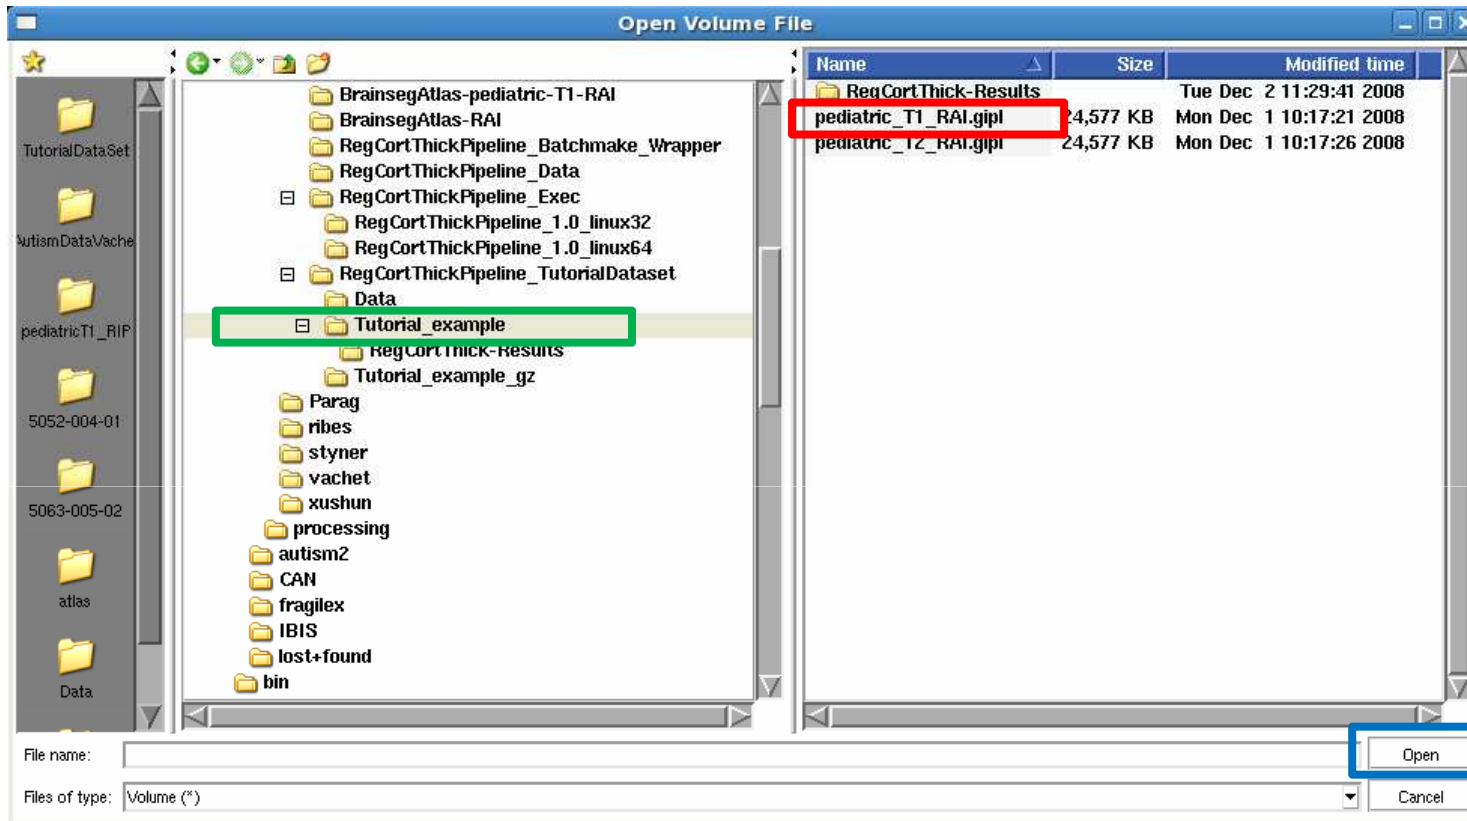 Open Volume File
TutorialDataSet
AutismDataVache
pediatricT1_RIP
5052-004-01
5063-005-02
atlas
Data
BrainsegAtlas-pediatric-T1-RAI
BrainsegAtlas-RAI
RegCortThickPipeline_Batchmake_Wrapper
RegCortThickPipeline_Data
RegCortThickPipeline_Exec
RegCortThickPipeline_1.0_linux32
RegCortThickPipeline_1.0_linux64
RegCortThickPipeline_TutorialDataset
Data
Tutorial_example
RegCortThick-Results
Tutorial_example_gz
Parag
ribes
styner
vachet
xushun
processing
autism2
CAN
fragilex
IBIS
lost+found
bin
Name Size Modified time
RegCortThick-Results Tue Dec 2 11:29:41 2008
pediatric_T1_RAI.gipl 24,577 KB Mon Dec 1 10:17:21 2008
pediatric_T2_RAI.gipl 24,577 KB Mon Dec 1 10:17:26 2008
File name: Open
Files of type: Volume (*) Cancel